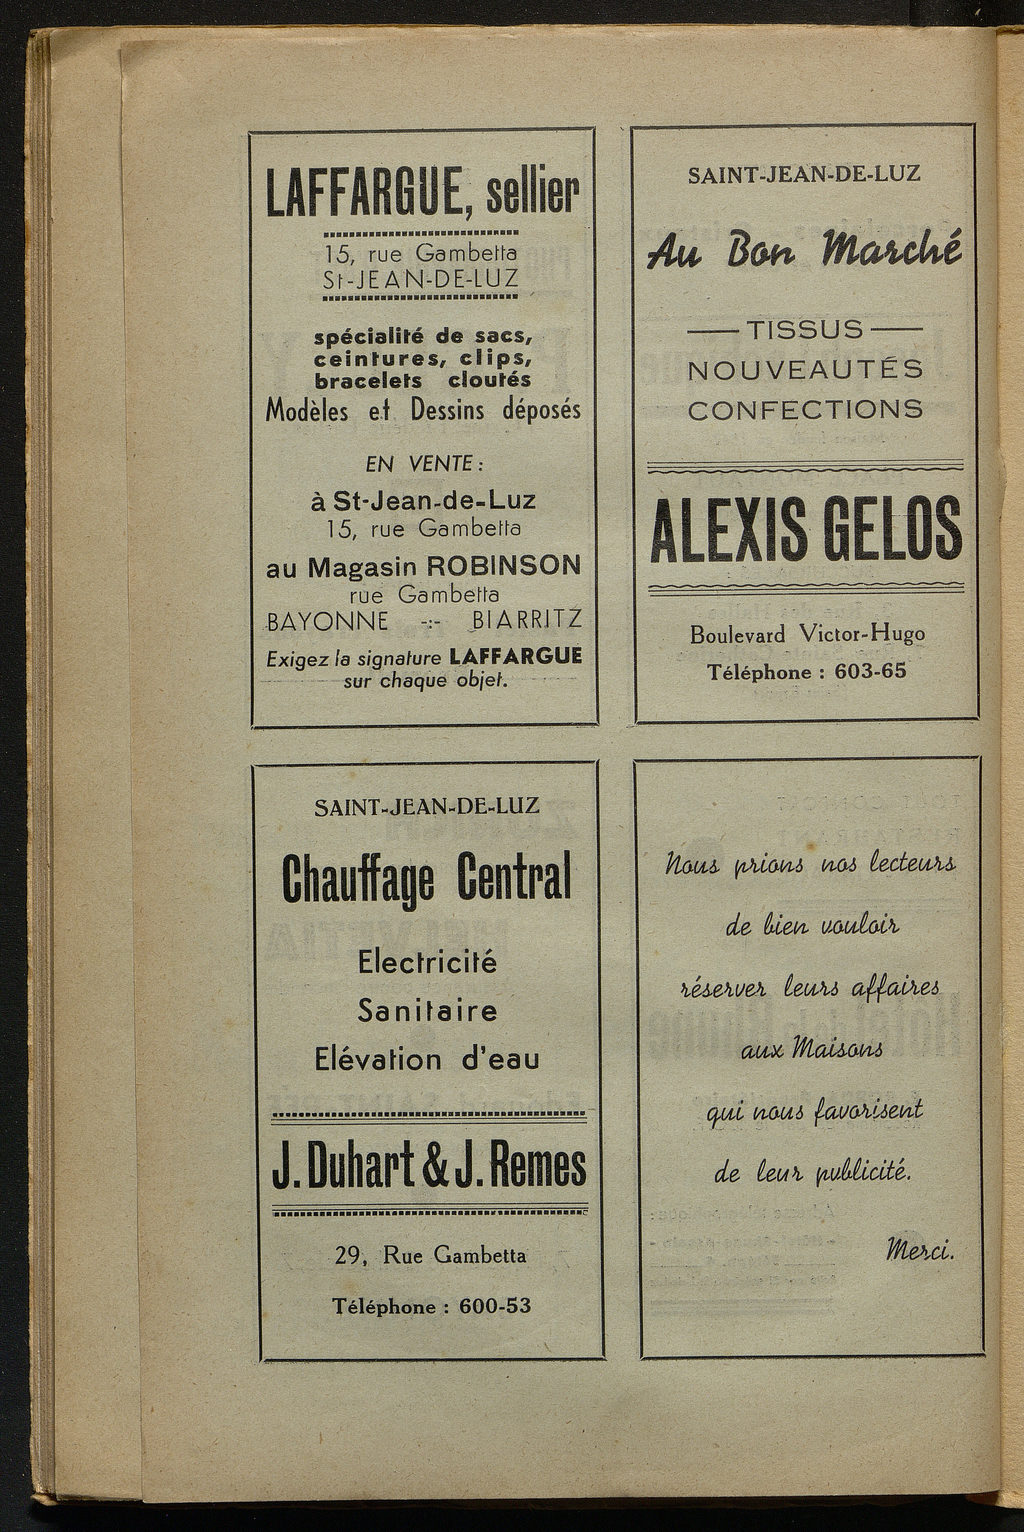 LAFFARGUE, sellier
15, rue Gambetta
St-JEAN-DE-LUZ
spécialité de sacs,
ceintures, clips,
bracelets cloutés
Modèles et Dessins déposés
EN VENTE :
à St-Jean-de-Luz
15, rue Gambetta
au Magasin ROBINSON
rue Gambetta
BAYONNE -:- BIARRITZ
Exigez la signature LAFFARGUE
sur chaque objet.
SAINT-JEAN-DE-LUZ
Au Bon Marché
TISSUS
NOUVEAUTÉS
CONFECTIONS
ALEXIS GELOS
Boulevard Victor-Hugo
Téléphone : 603-65
SAINT-JEAN-DE-LUZ
Chauffage Central
Electricité
Sanitaire
Elévation d'eau
J. Duhart & J. Remes
29, Rue Gambetta
Téléphone : 600-53
Nous prions nos lecteurs
de bien vouloir
réserver leurs affaires
aux Maisons
qui nous favorisent
de leur publicité.
Merci.